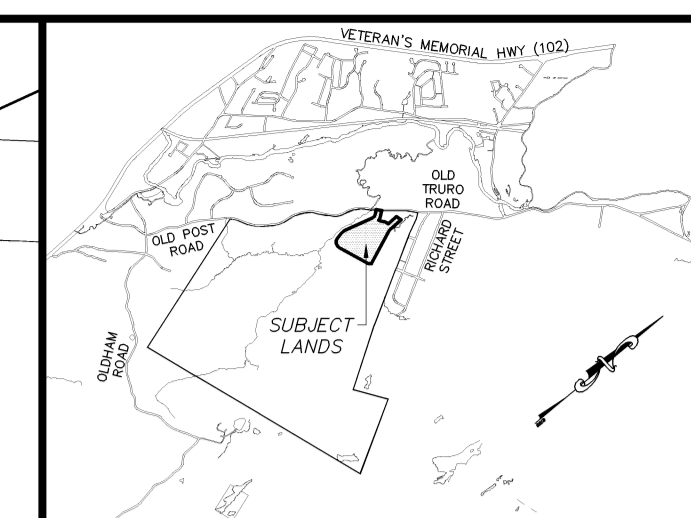 VETERAN'S MEMORIAL HWY (102)
OLD
TRURO
ROAD
OLD POST
ROAD
RICHARD
STREET
SUBJECT
LANDS
OLDHAM
ROAD
N